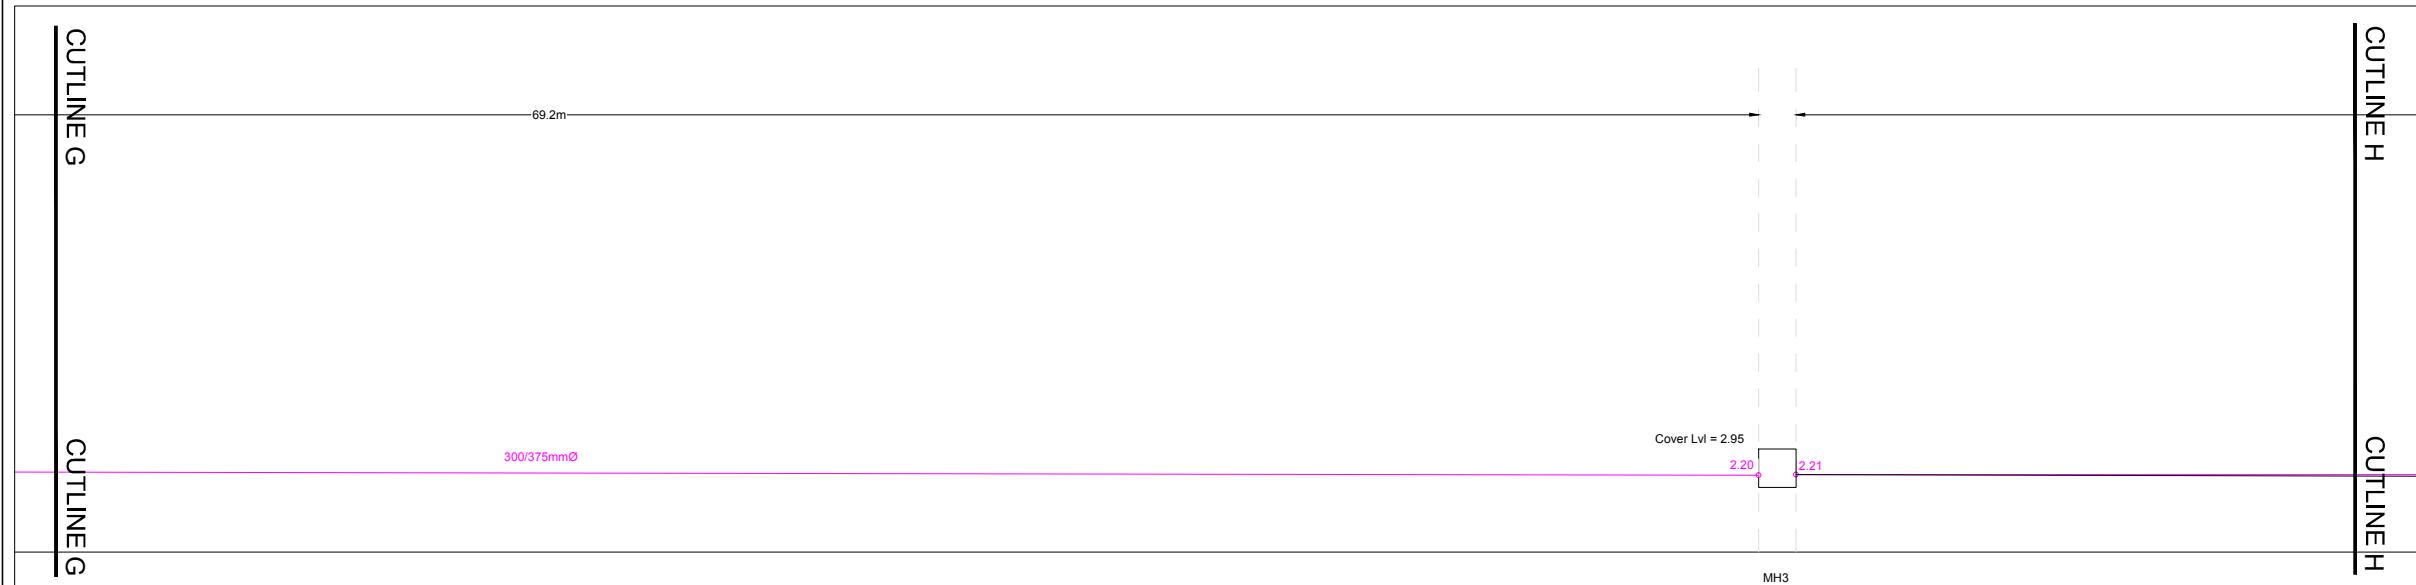 CUTLINE G
CUTLINE H
69.2m
Cover Lvl = 2.95
300/375mmØ
2.20
2.21
CUTLINE G
CUTLINE H
MH3